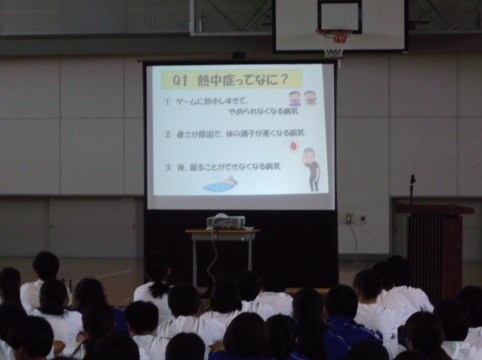 Q1 熱中症ってなに？
1 ゲームに熱中しすぎて、
やめられなくなる病気
2 暑さが原因で、体の調子が悪くなる病気
3 夜、眠ることができなくなる病気